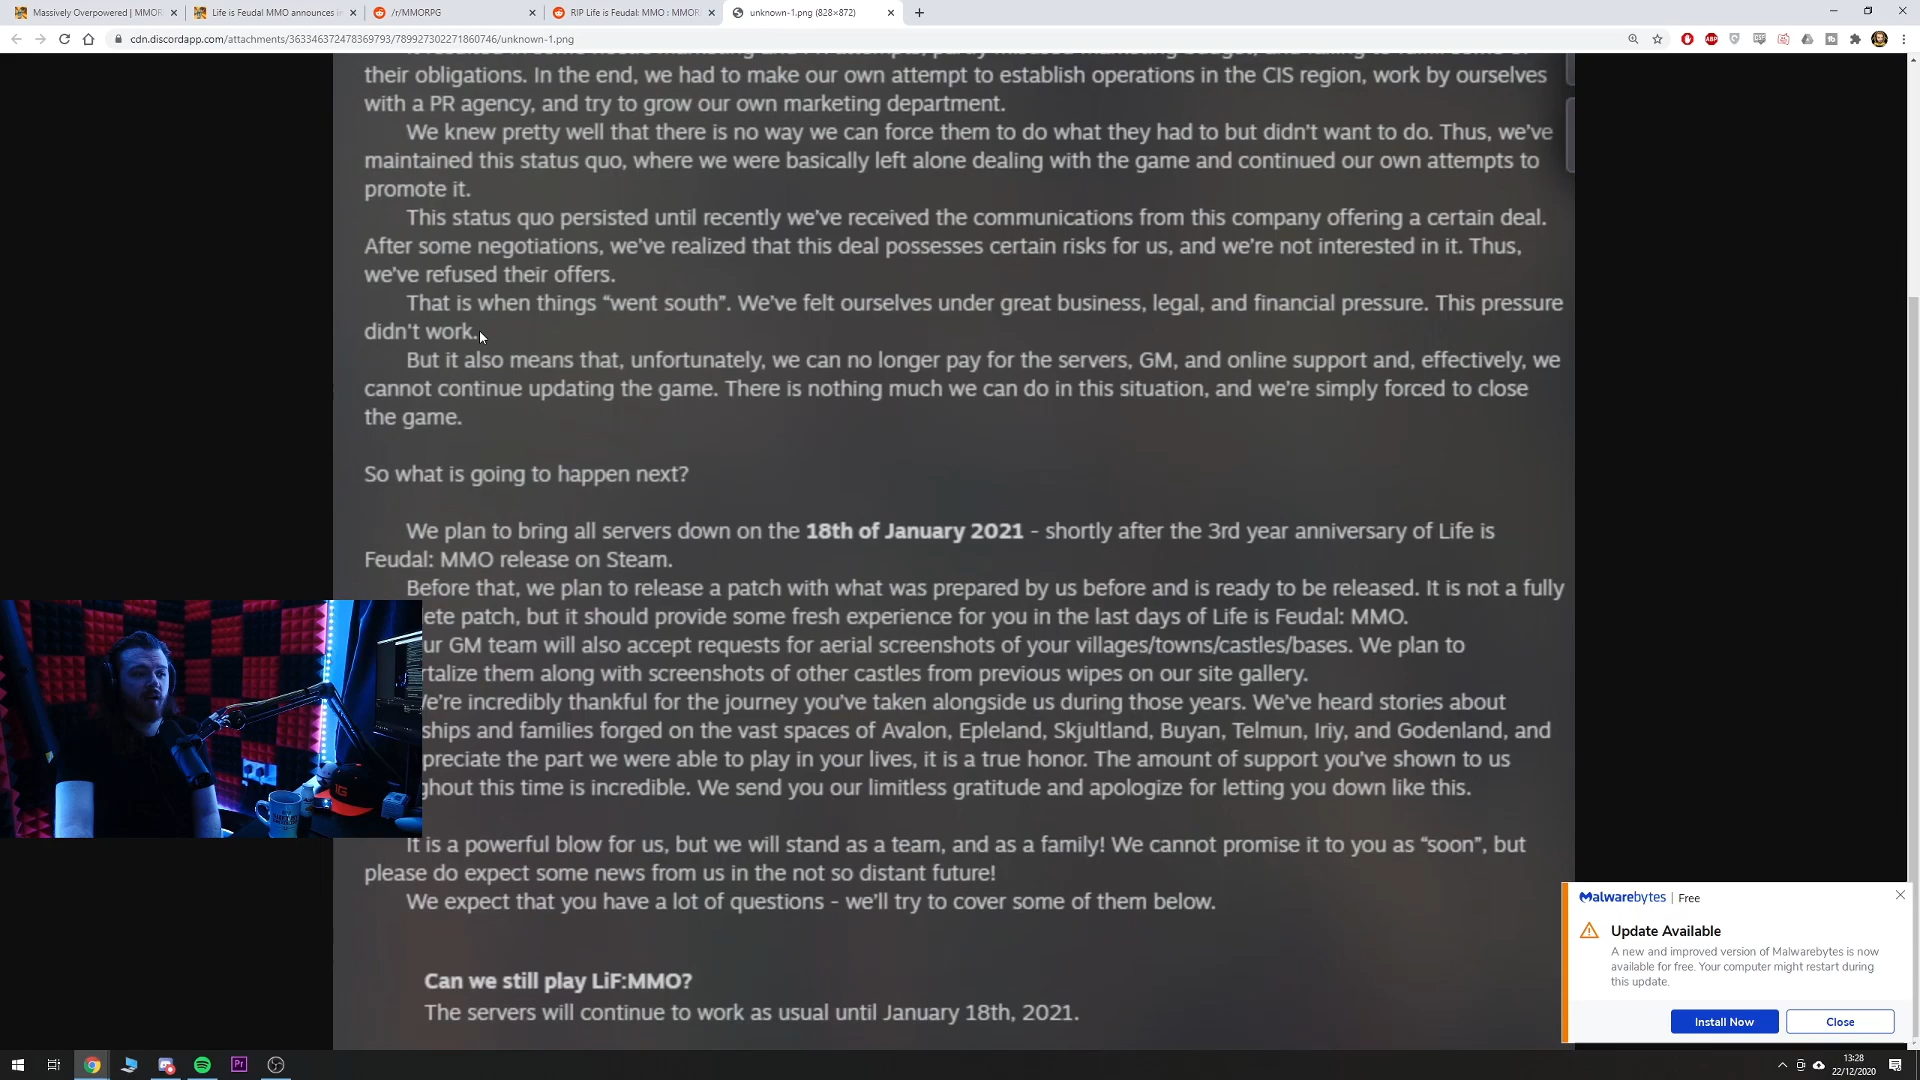 Massively Overpowered | MMOR
Life is Feudal MMO announces in
/r/MMORPG
RIP Life is Feudal: MMO : MMOR
unknown-1.png (828×872)
cdn.discordapp.com/attachments/363346372478369793/789927302271860746/unknown-1.png
their obligations. In the end, we had to make our own attempt to establish operations in the CIS region, work by ourselves
with a PR agency, and try to grow our own marketing department.
We knew pretty well that there is no way we can force them to do what they had to but didn't want to do. Thus, we've
maintained this status quo, where we were basically left alone dealing with the game and continued our own attempts to
promote it.
This status quo persisted until recently we've received the communications from this company offering a certain deal.
After some negotiations, we've realized that this deal possesses certain risks for us, and we're not interested in it. Thus,
we've refused their offers.
That is when things “went south”. We've felt ourselves under great business, legal, and financial pressure. This pressure
didn't work.
But it also means that, unfortunately, we can no longer pay for the servers, GM, and online support and, effectively, we
cannot continue updating the game. There is nothing much we can do in this situation, and we're simply forced to close
the game.
So what is going to happen next?
We plan to bring all servers down on the 18th of January 2021 - shortly after the 3rd year anniversary of Life is
Feudal: MMO release on Steam.
Before that, we plan to release a patch with what was prepared by us before and is ready to be released. It is not a fully
ete patch, but it should provide some fresh experience for you in the last days of Life is Feudal: MMO.
ur GM team will also accept requests for aerial screenshots of your villages/towns/castles/bases. We plan to
rtalize them along with screenshots of other castles from previous wipes on our site gallery.
e're incredibly thankful for the journey you've taken alongside us during those years. We've heard stories about
ships and families forged on the vast spaces of Avalon, Epleland, Skjultland, Buyan, Telmun, Iriy, and Godenland, and
preciate the part we were able to play in your lives, it is a true honor. The amount of support you've shown to us
ghout this time is incredible. We send you our limitless gratitude and apologize for letting you down like this.
It is a powerful blow for us, but we will stand as a team, and as a family! We cannot promise it to you as “soon”, but
please do expect some news from us in the not so distant future!
We expect that you have a lot of questions - we'll try to cover some of them below.
Can we still play LiF:MMO?
The servers will continue to work as usual until January 18th, 2021.
Malwarebytes | Free
Update Available
A new and improved version of Malwarebytes is now
available for free. Your computer might restart during
this update.
Install Now
Close
13:28
22/12/2020